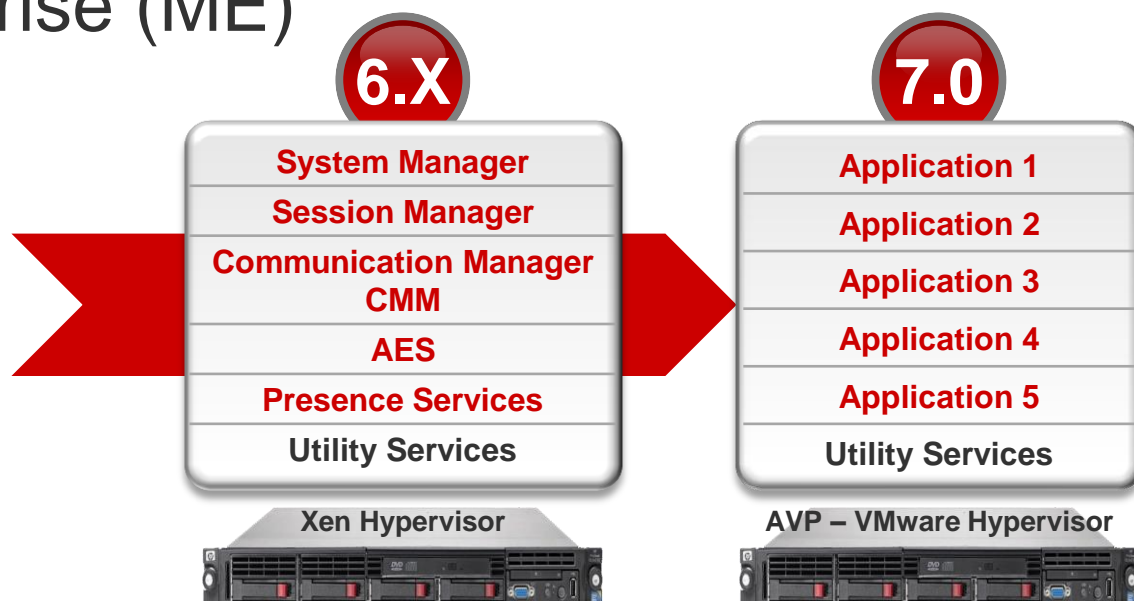 (ME)
6.X
System Manager
Session Manager
Communication Manager
CMM
AES
Presence Services
Utility Services
Xen Hypervisor
7.0
Application 1
Application 2
Application 3
Application 4
Application 5
Utility Services
AVP – VMware Hypervisor